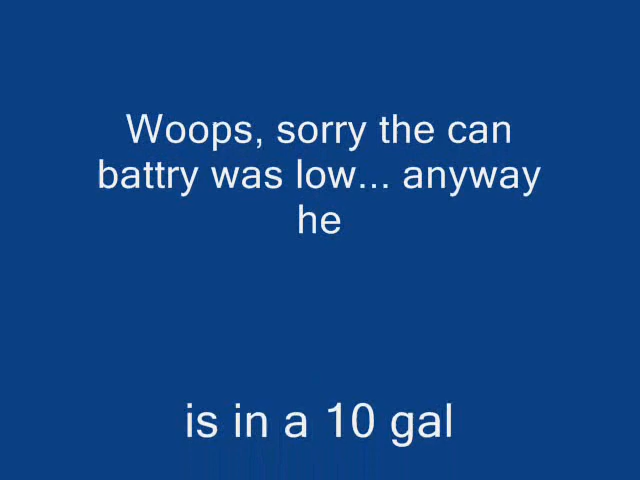 Woops, sorry the can
battry was low... anyway
he
is in a 10 gal